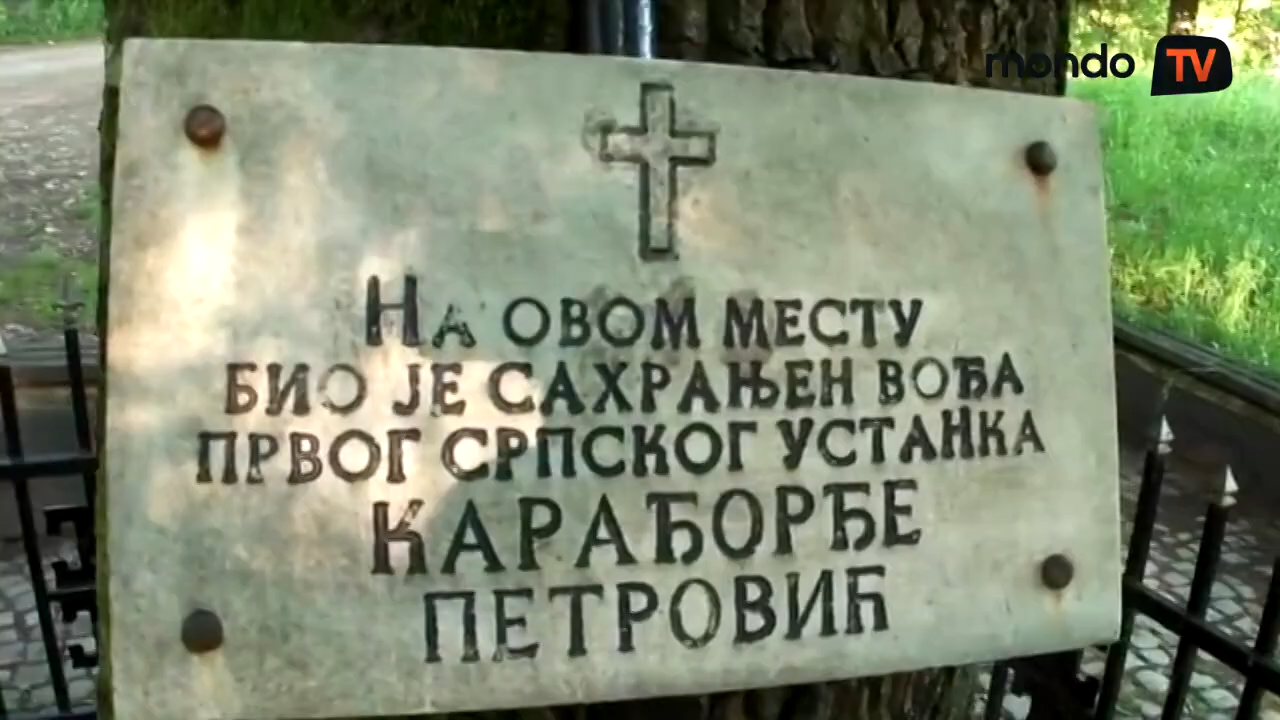 mondo TV
На овом месту
био је сахрањен вођа
првог српског устанка
Карађорђе
Петровић